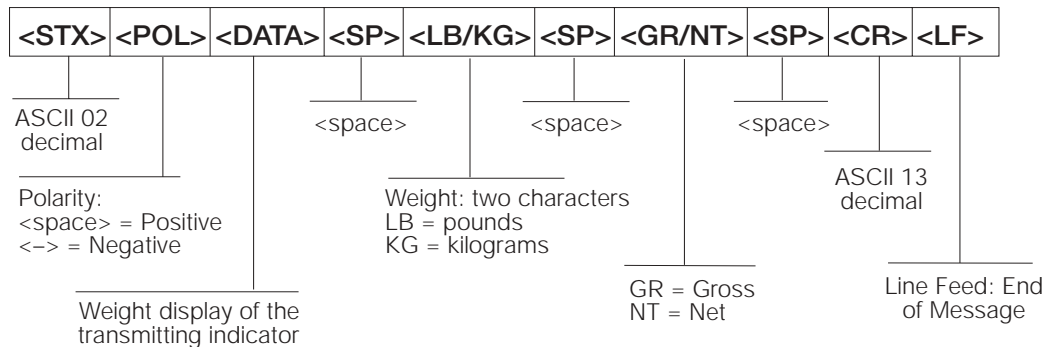 <STX> <POL> <DATA> <SP> <LB/KG> <SP> <GR/NT> <SP> <CR> <LF>
ASCII 02
decimal
<space>
<space>
<space>
Polarity:
<space> = Positive
<–> = Negative
Weight: two characters
LB = pounds
KG = kilograms
ASCII 13
decimal
Weight display of the
transmitting indicator
GR = Gross
NT = Net
Line Feed: End
of Message